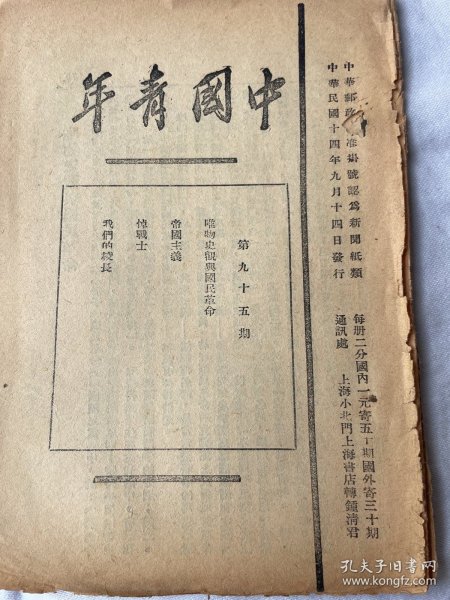 中華郵政　准掛號認爲新聞紙類
中華民國十四年九月十四日發行
每册二分國內一元寄五十期國外寄三十期
通訊處　上海小北門上海書店轉鍾清君
中國青年
第九十五期
唯物史觀與國民革命
帝國主義
悼戰士
我們的校長
孔夫子旧书网
www.kongfz.com